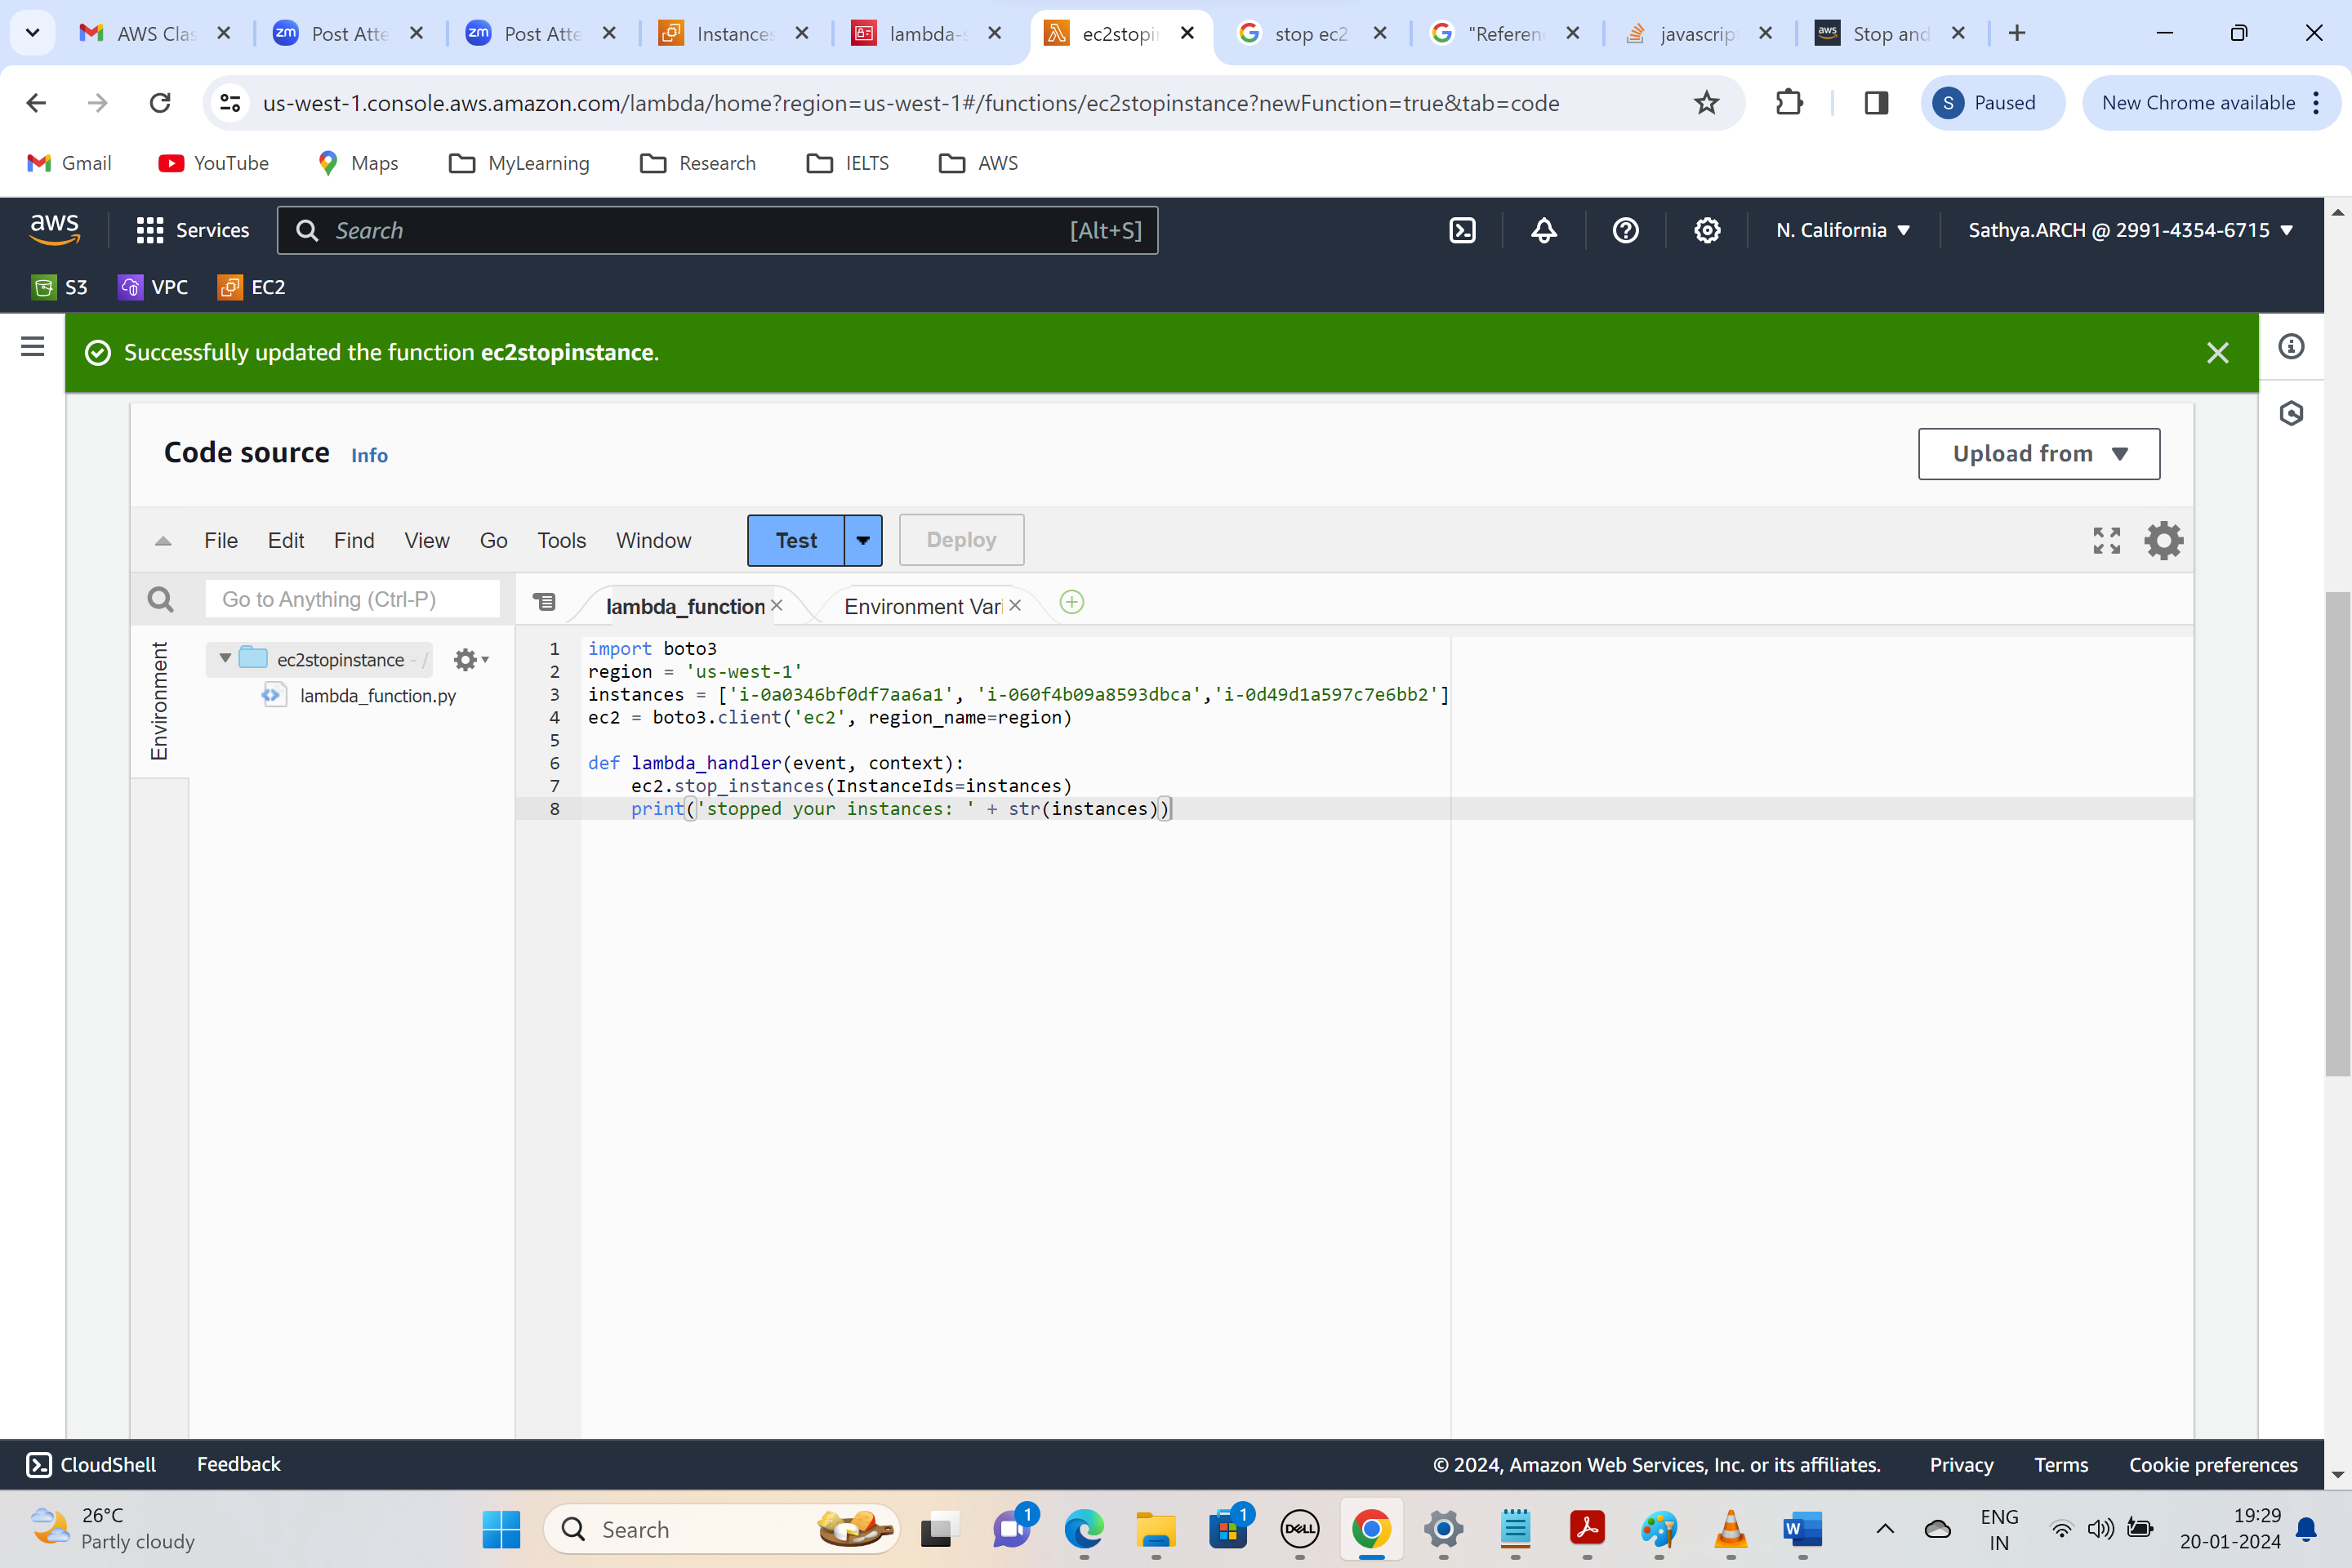 AWS Clas
Post Atte
Post Atte
Instances
lambda-s
ec2stopin
stop ec2
"Referen
javascrip
Stop and
us-west-1.console.aws.amazon.com/lambda/home?region=us-west-1#/functions/ec2stopinstance?newFunction=true&tab=code
S Paused
New Chrome available
Gmail YouTube Maps MyLearning Research IELTS AWS
aws Services Search [Alt+S] N. California Sathya.ARCH @ 2991-4354-6715
S3 VPC EC2
Successfully updated the function ec2stopinstance.
Code source Info Upload from
File Edit Find View Go Tools Window Test Deploy
Go to Anything (Ctrl-P) lambda_function Environment Vari
Environment
ec2stopinstance - /
lambda_function.py
1 import boto3
2 region = 'us-west-1'
3 instances = ['i-0a0346bf0df7aa6a1', 'i-060f4b09a8593dbca','i-0d49d1a597c7e6bb2']
4 ec2 = boto3.client('ec2', region_name=region)
5
6 def lambda_handler(event, context):
7 ec2.stop_instances(InstanceIds=instances)
8 print('stopped your instances: ' + str(instances))
CloudShell Feedback © 2024, Amazon Web Services, Inc. or its affiliates. Privacy Terms Cookie preferences
26°C
Partly cloudy
Search
1
1
DELL
W
ENG
IN
19:29
20-01-2024